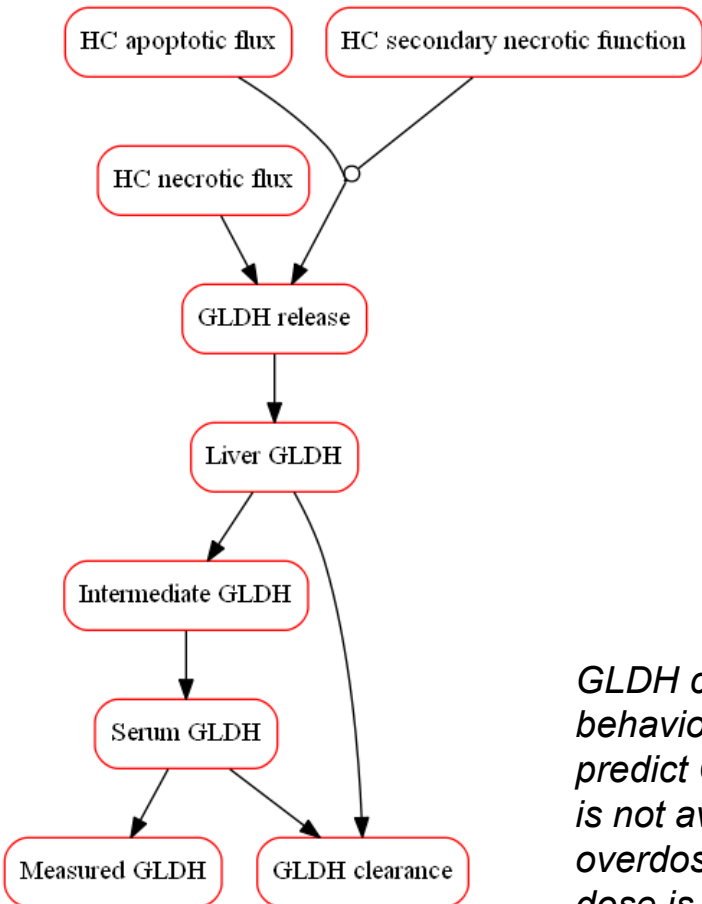 HC apoptotic flux
HC secondary necrotic function
HC necrotic flux
GLDH release
Liver GLDH
Intermediate GLDH
Serum GLDH
Measured GLDH
GLDH clearance
GLDH
behavio
predict
is not av
overdos
dose is